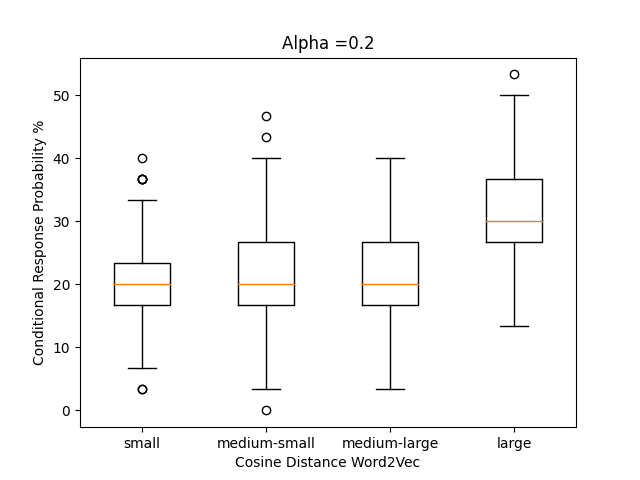 Alpha =0.2
Conditional Response Probability %
50
40
30
20
10
0
small medium-small medium-large large
Cosine Distance Word2Vec